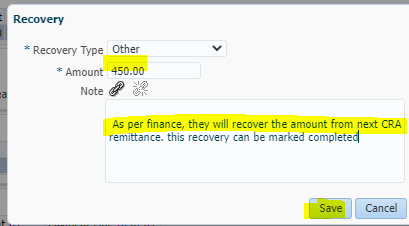 Recovery
* Recovery Type Other
* Amount 450.00
Note
As per finance, they will recover the amount from next CRA
remittance. this recovery can be marked completed
Save Cancel